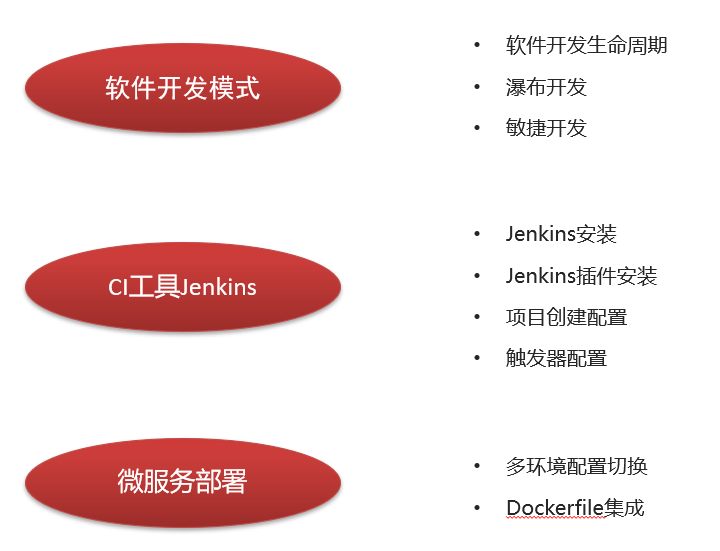 软件开发模式
• 软件开发生命周期
• 瀑布开发
• 敏捷开发
CI工具Jenkins
• Jenkins安装
• Jenkins插件安装
• 项目创建配置
• 触发器配置
微服务部署
• 多环境配置切换
• Dockerfile集成